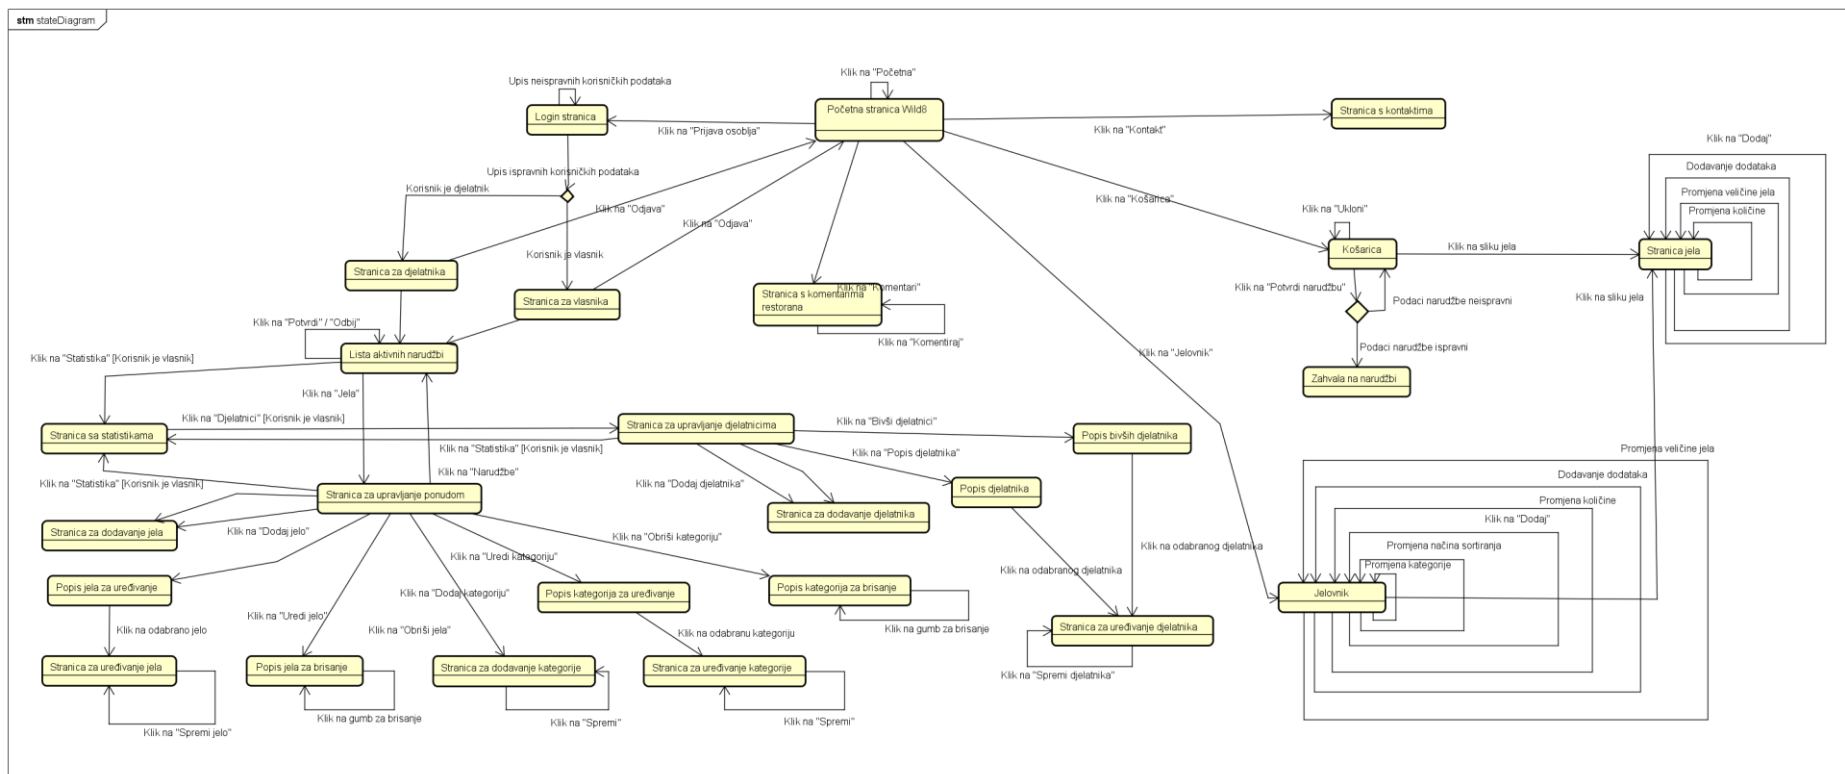 stm stateDiagram
Klik na "Početna"
Upis neispravnih korisničkih podataka
Početna stranica Wild8
Login stranica
Stranica s kontaktima
Klik na "Prijava osoblja"
Klik na "Kontakt"
Klik na "Dodaj"
Dodavanje dodataka
Upis ispravnih korisničkih podataka
Korisnik je djelatnik
Promjena veličine jela
Klik na "Košarica"
Klik na "Odjava"
Klik na "Ukloni"
Promjena količine
Klik na "Odjava"
Korisnik je vlasnik
Košarica
Klik na sliku jela
Stranica jela
Stranica za djelatnika
Klik na "Komentari"
Klik na "Potvrdi narudžbu"
Stranica s komentarima
restorana
Stranica za vlasnika
Podaci narudžbe neispravni
Klik na sliku jela
Klik na "Potvrdi" / "Odbij"
Klik na "Komentiraj"
Podaci narudžbe ispravni
Lista aktivnih narudžbi
Klik na "Statistika" [Korisnik je vlasnik]
Klik na "Jelovnik"
Zahvala na narudžbi
Klik na "Jela"
Klik na "Djelatnici" [Korisnik je vlasnik]
Stranica za upravljanje djelatnicima
Klik na "Bivši djelatnici"
Stranica sa statistikama
Popis bivših djelatnika
Klik na "Statistika" [Korisnik je vlasnik]
Klik na "Popis djelatnika"
Promjena veličine jela
Klik na "Narudžbe"
Klik na "Statistika" [Korisnik je vlasnik]
Klik na "Dodaj djelatnika"
Dodavanje dodataka
Stranica za upravljanje ponudom
Popis djelatnika
Promjena količine
Stranica za dodavanje djelatnika
Klik na "Dodaj"
Stranica za dodavanje jela
Klik na "Dodaj jelo"
Klik na "Obriši kategoriju"
Klik na odabranog djelatnika
Promjena načina sortiranja
Klik na "Uredi kategoriju"
Promjena kategorije
Klik na odabranog djelatnika
Popis jela za uređivanje
Klik na "Dodaj kategoriju"
Popis kategorija za uređivanje
Popis kategorija za brisanje
Jelovnik
Klik na "Uredi jelo"
Klik na odabrano jelo
Klik na "Obriši jela"
Klik na odabranu kategoriju
Klik na gumb za brisanje
Stranica za uređivanje djelatnika
Stranica za uređivanje jela
Popis jela za brisanje
Stranica za dodavanje kategorije
Stranica za uređivanje kategorije
Klik na "Spremi djelatnika"
Klik na gumb za brisanje
Klik na "Spremi"
Klik na "Spremi"
Klik na "Spremi jelo"